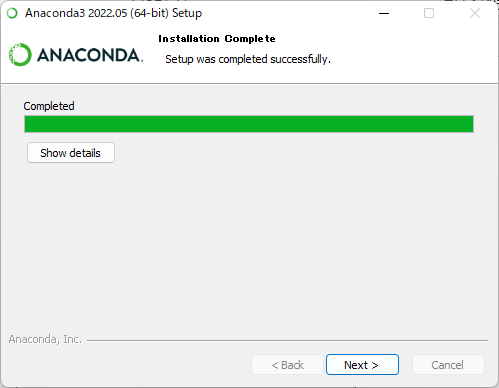 Anaconda3 2022.05 (64-bit) Setup
ANACONDA.
Installation Complete
Setup was completed successfully.
Completed
Show details
Anaconda, Inc.
< Back
Next >
Cancel